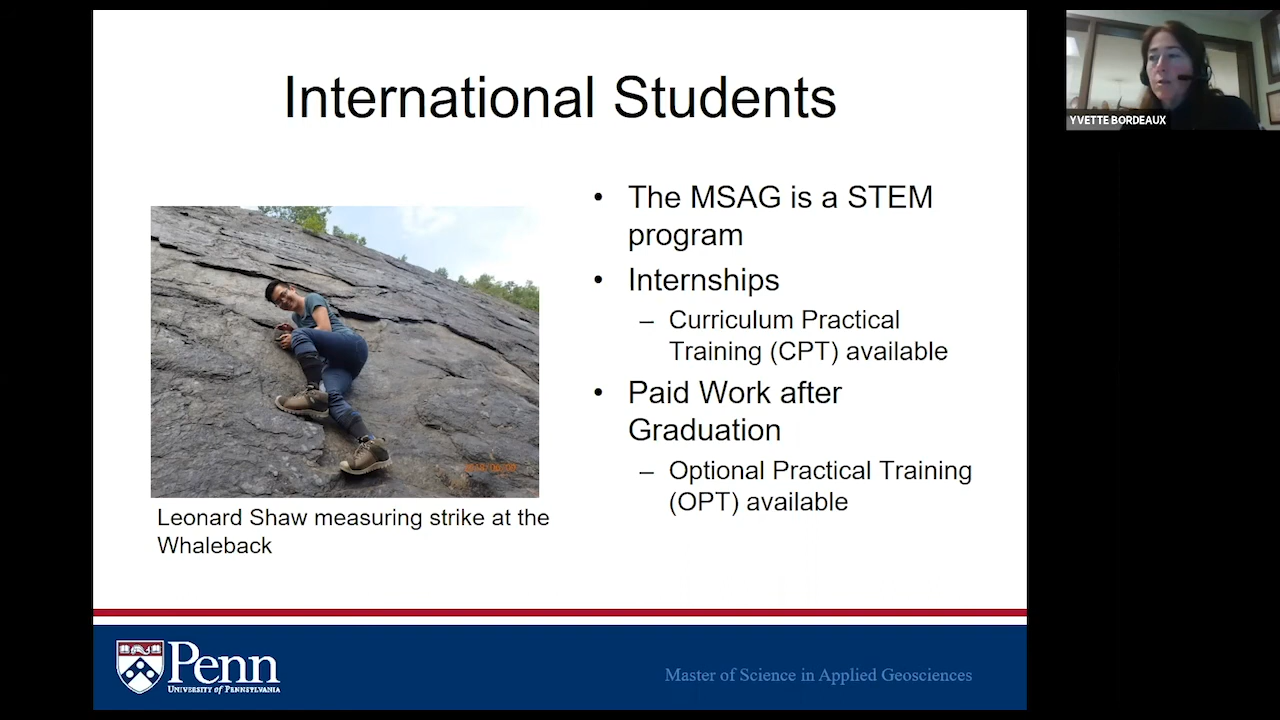 International Students
YVETTE BORDEAUX
• The MSAG is a STEM
program
• Internships
– Curriculum Practical
Training (CPT) available
• Paid Work after
Graduation
– Optional Practical Training
(OPT) available
Leonard Shaw measuring strike at the
Whaleback
Penn
UNIVERSITY of PENNSYLVANIA
Master of Science in Applied Geosciences